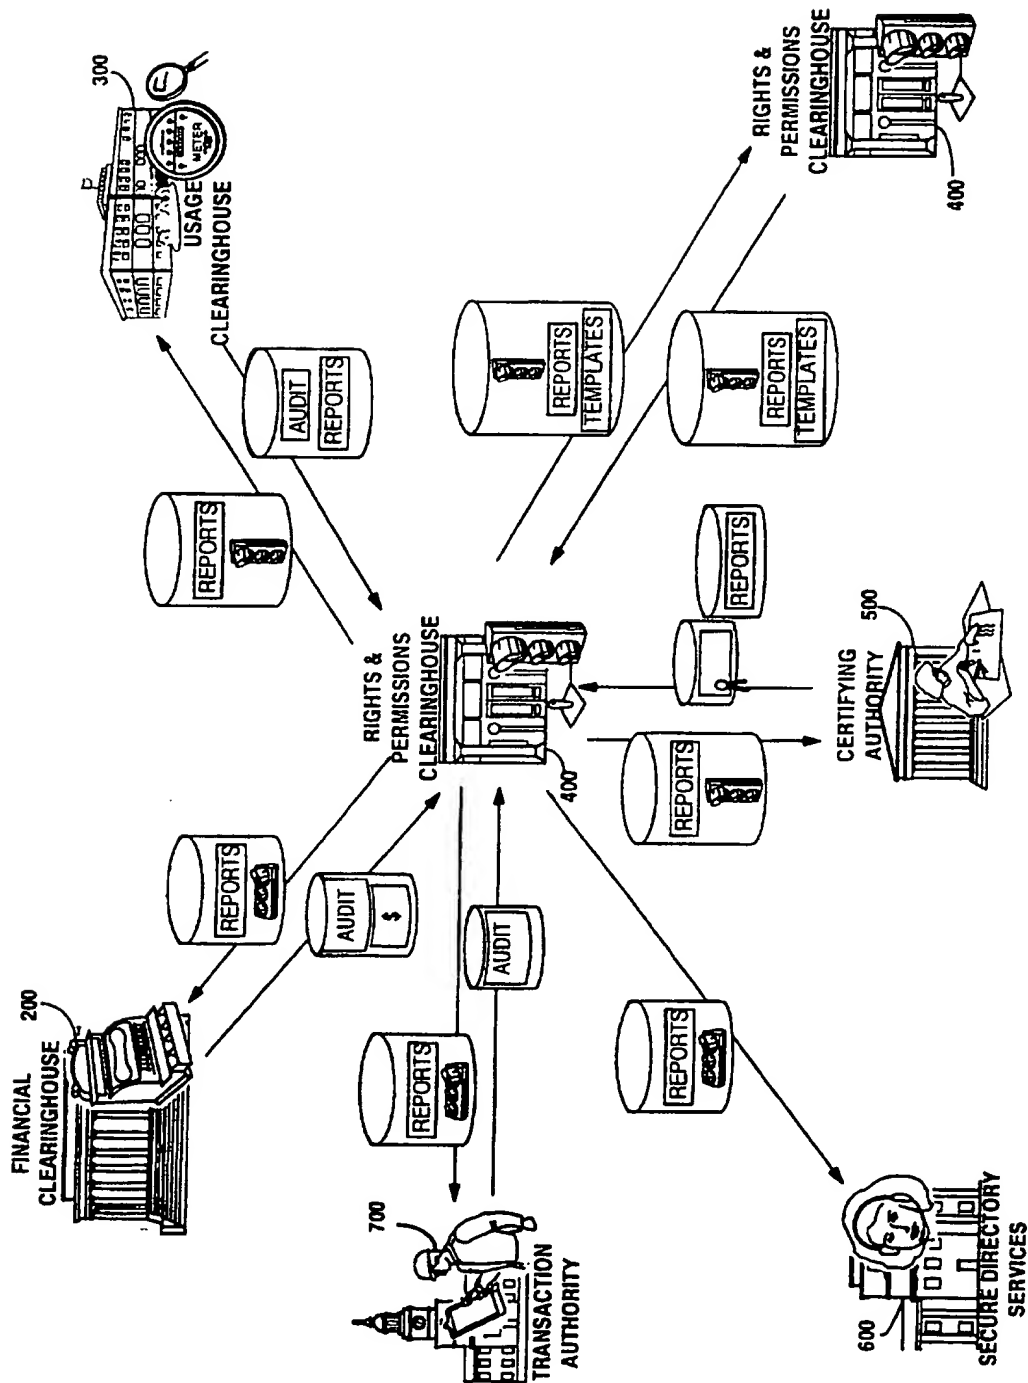 FINANCIAL
CLEARINGHOUSE
200
REPORTS
AUDIT
$
REPORTS
300
METER
USAGE
CLEARINGHOUSE
AUDIT
REPORTS
TRANSACTION
AUTHORITY
700
REPORTS
AUDIT
RIGHTS &
PERMISSIONS
CLEARINGHOUSE
400
REPORTS
TEMPLATES
REPORTS
TEMPLATES
SECURE DIRECTORY
SERVICES
600
REPORTS
CERTIFYING
AUTHORITY
500
REPORTS
REPORTS
RIGHTS &
PERMISSIONS
CLEARINGHOUSE
400